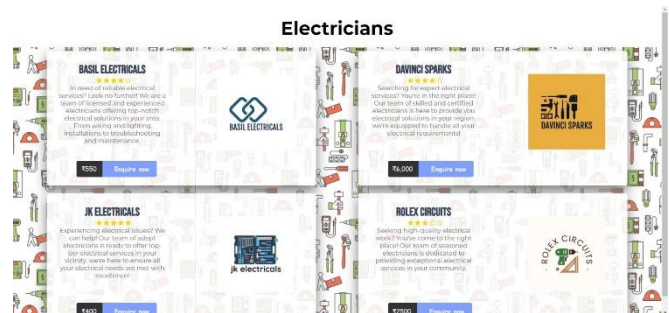 Electricians
BASIL ELECTRICALS
In need of reliable electrical
services? Look no further! We are a
team of licensed and experienced
electricians offering top-notch
electrical solutions in your area.
From wiring and lighting
installations to troubleshooting
and maintenance.
₹550 Enquire now
BASIL ELECTRICALS
DAVINCI SPARKS
Searching for expert electrical
services? You're in the right place!
Our team of skilled and certified
electricians is here to provide you
electrical solutions in your region,
we're equipped to handle all your
electrical requirements!
₹6,000 Enquire now
DAVINCI SPARKS
JK ELECTRICALS
Experiencing electrical issues? We
can help! Our team of adept
electricians is ready to offer top-
tier electrical services in your
vicinity. we're here to ensure all
your electrical needs are met with
excellence!
₹400 Enquire now
jk electricals
ROLEX CIRCUITS
Seeking high-quality electrical
work? You've come to the right
place! Our team of seasoned
electricians is dedicated to
providing exceptional electrical
services in your community.
₹2500 Enquire now
ROLEX CIRCUITS